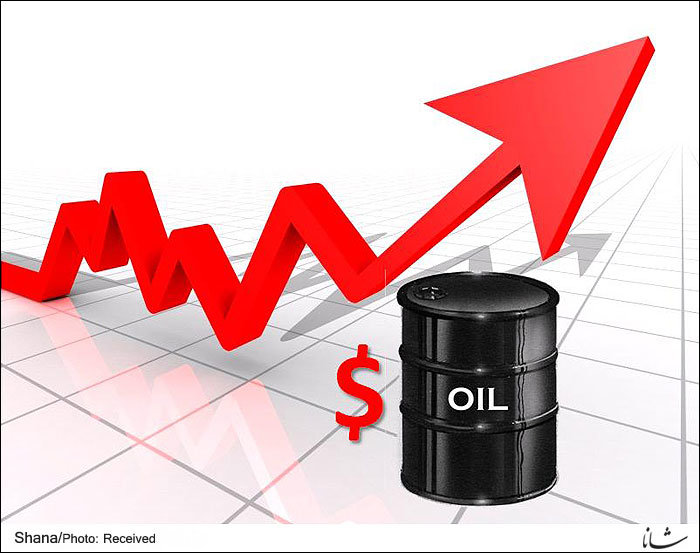 $
OIL
Shana/Photo: Received
شانا